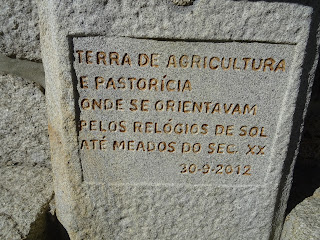 TERRA DE AGRICULTURA
E PASTORÍCIA
ONDE SE ORIENTAVAM
PELOS RELÓGIOS DE SOL
ATÉ MEADOS DO SEC. XX
30-9-2012